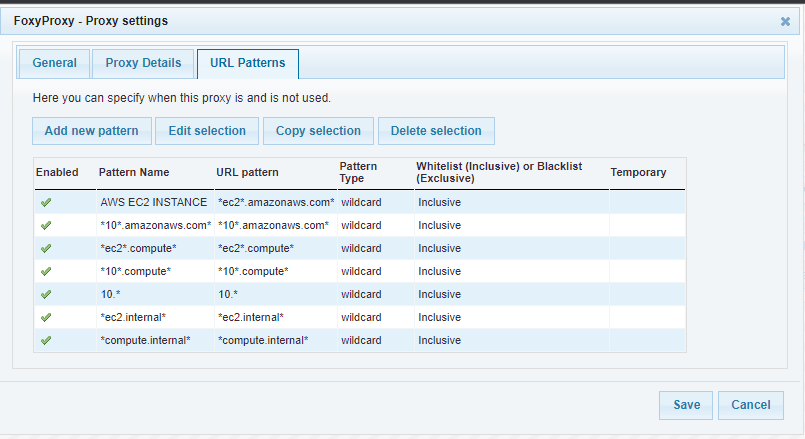 FoxyProxy - Proxy settings
General Proxy Details URL Patterns
Here you can specify when this proxy is and is not used.
Add new pattern Edit selection Copy selection Delete selection
Enabled Pattern Name URL pattern Pattern Type Whitelist (Inclusive) or Blacklist (Exclusive) Temporary
AWS EC2 INSTANCE *ec2*.amazonaws.com* wildcard Inclusive
*10*.amazonaws.com* *10*.amazonaws.com* wildcard Inclusive
*ec2*.compute* *ec2*.compute* wildcard Inclusive
*10*.compute* *10*.compute* wildcard Inclusive
10.* 10.* wildcard Inclusive
*ec2.internal* *ec2.internal* wildcard Inclusive
*compute.internal* *compute.internal* wildcard Inclusive
Save Cancel